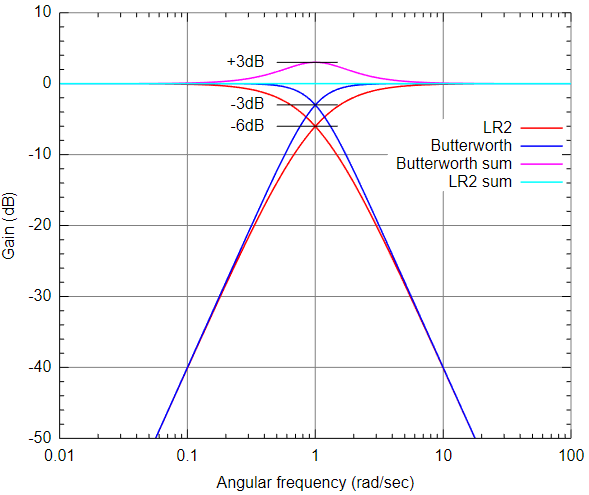 10
+3dB
0
-3dB
-6dB
LR2
Butterworth
Butterworth sum
LR2 sum
-10
-20
-30
-40
-50
Gain (dB)
0.01 0.1 1 10 100
Angular frequency (rad/sec)